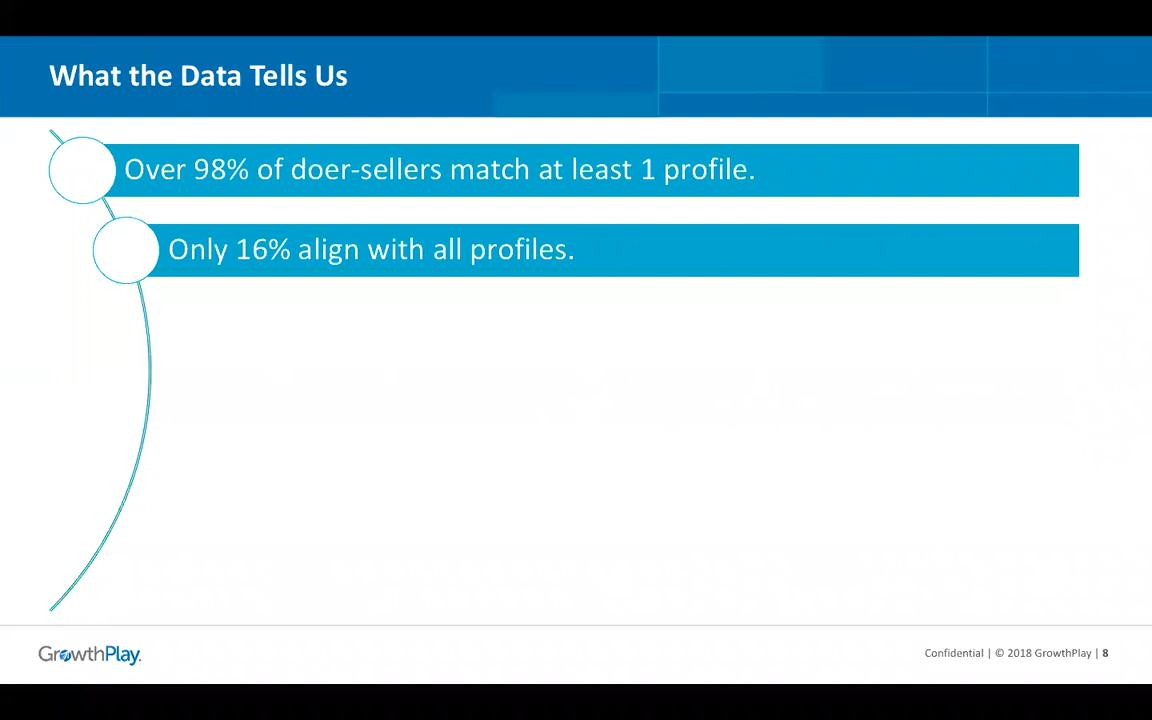 What the Data Tells Us
Over 98% of doer-sellers match at least 1 profile.
Only 16% align with all profiles.
GrowthPlay.
Confidential | © 2018 GrowthPlay | 8